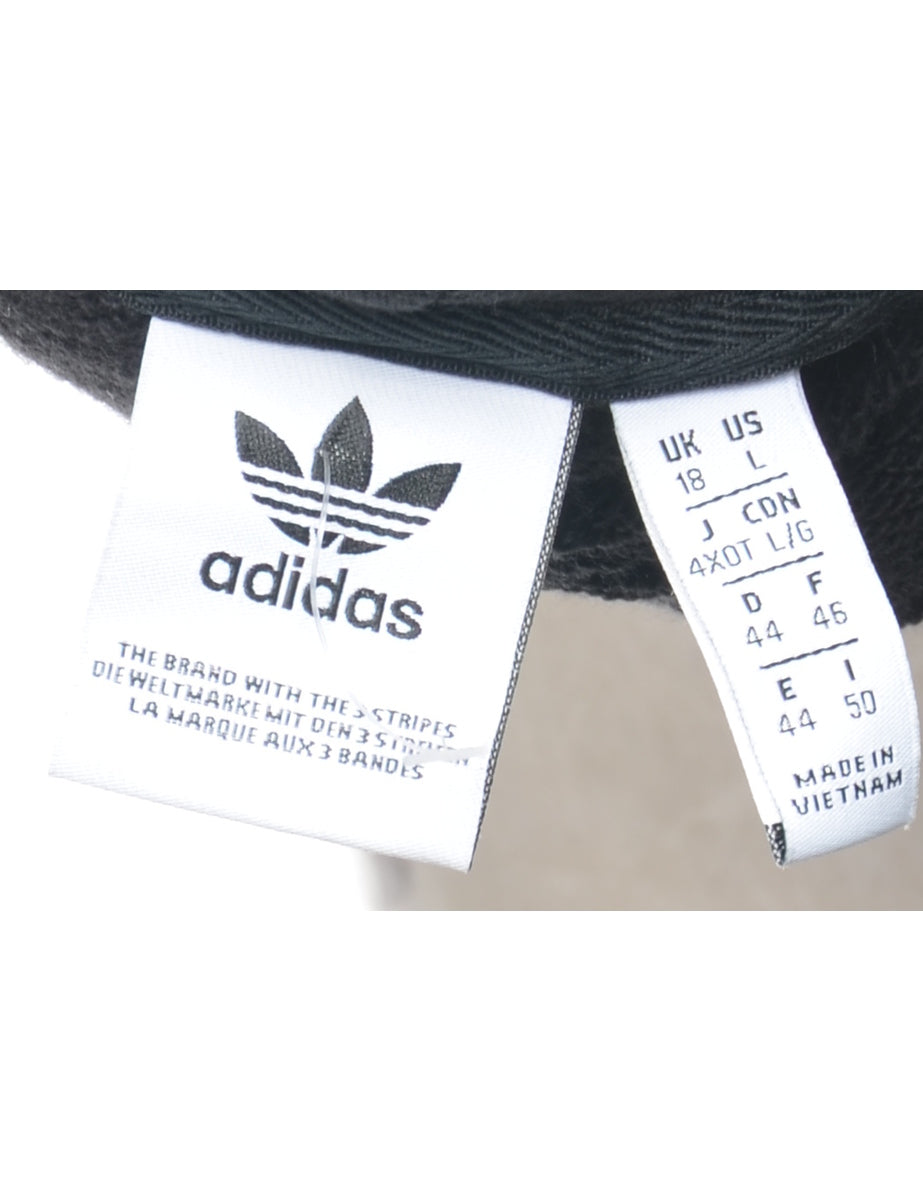 adidas
THE BRAND WITH THE 3 STRIPES
DIE WELTMARKE MIT DEN 3 STREIFEN
LA MARQUE AUX 3 BANDES
UK US
18 L
J CDN
4XOT L/G
D F
44 46
E I
44 50
MADE IN
VIETNAM